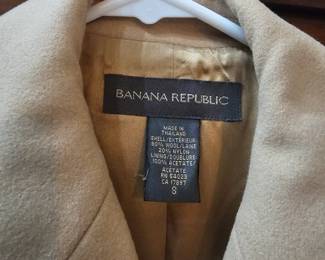 BANANA REPUBLIC
MADE IN
THAILAND
SHELL/EXTERIEUR
80% WOOL/LAINE
20% NYLON
LINING/DOUBLURE
100% ACETATE/
ACETATE
RN 54023
CA 17897
S